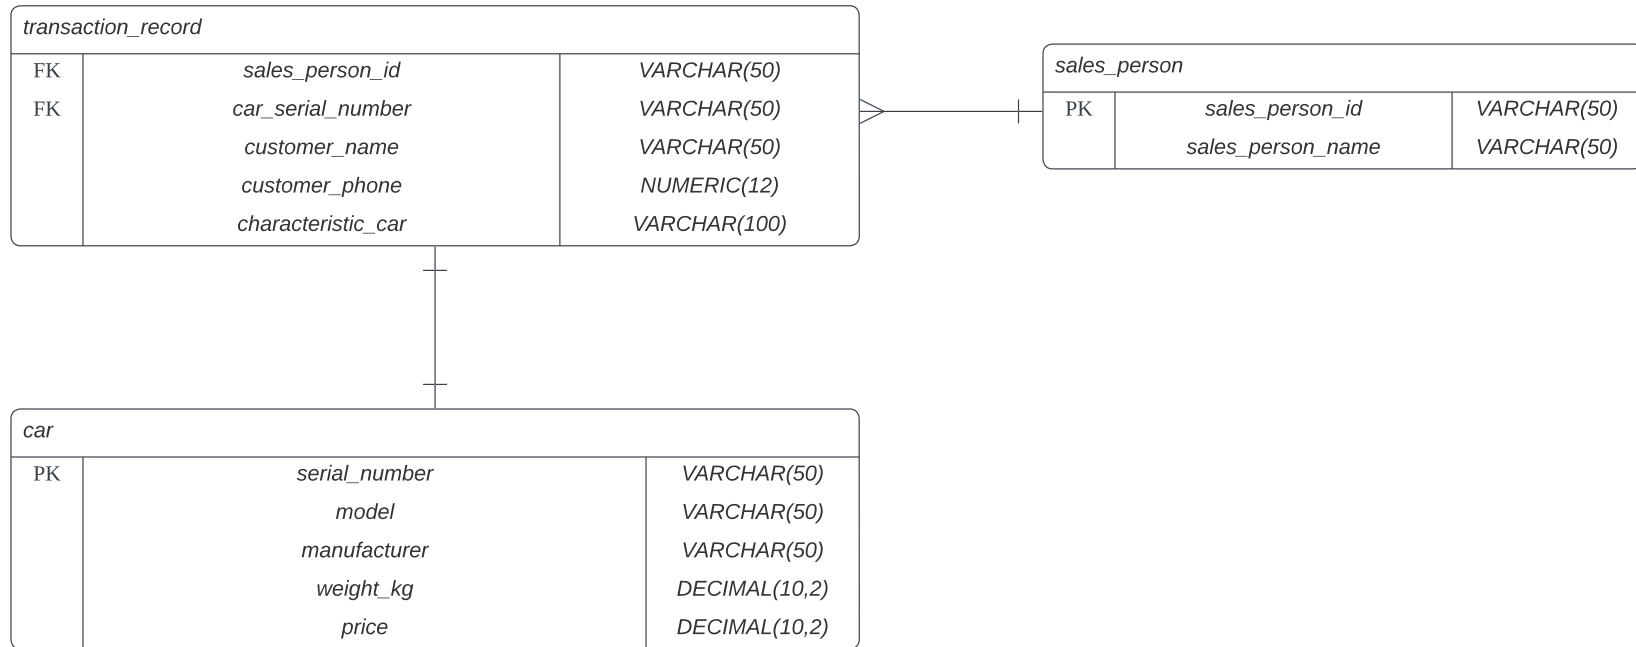 transaction_record
FK sales_person_id VARCHAR(50)
FK car_serial_number VARCHAR(50)
customer_name VARCHAR(50)
customer_phone NUMERIC(12)
characteristic_car VARCHAR(100)
sales_person
PK sales_person_id VARCHAR(50)
sales_person_name VARCHAR(50)
car
PK serial_number VARCHAR(50)
model VARCHAR(50)
manufacturer VARCHAR(50)
weight_kg DECIMAL(10,2)
price DECIMAL(10,2)